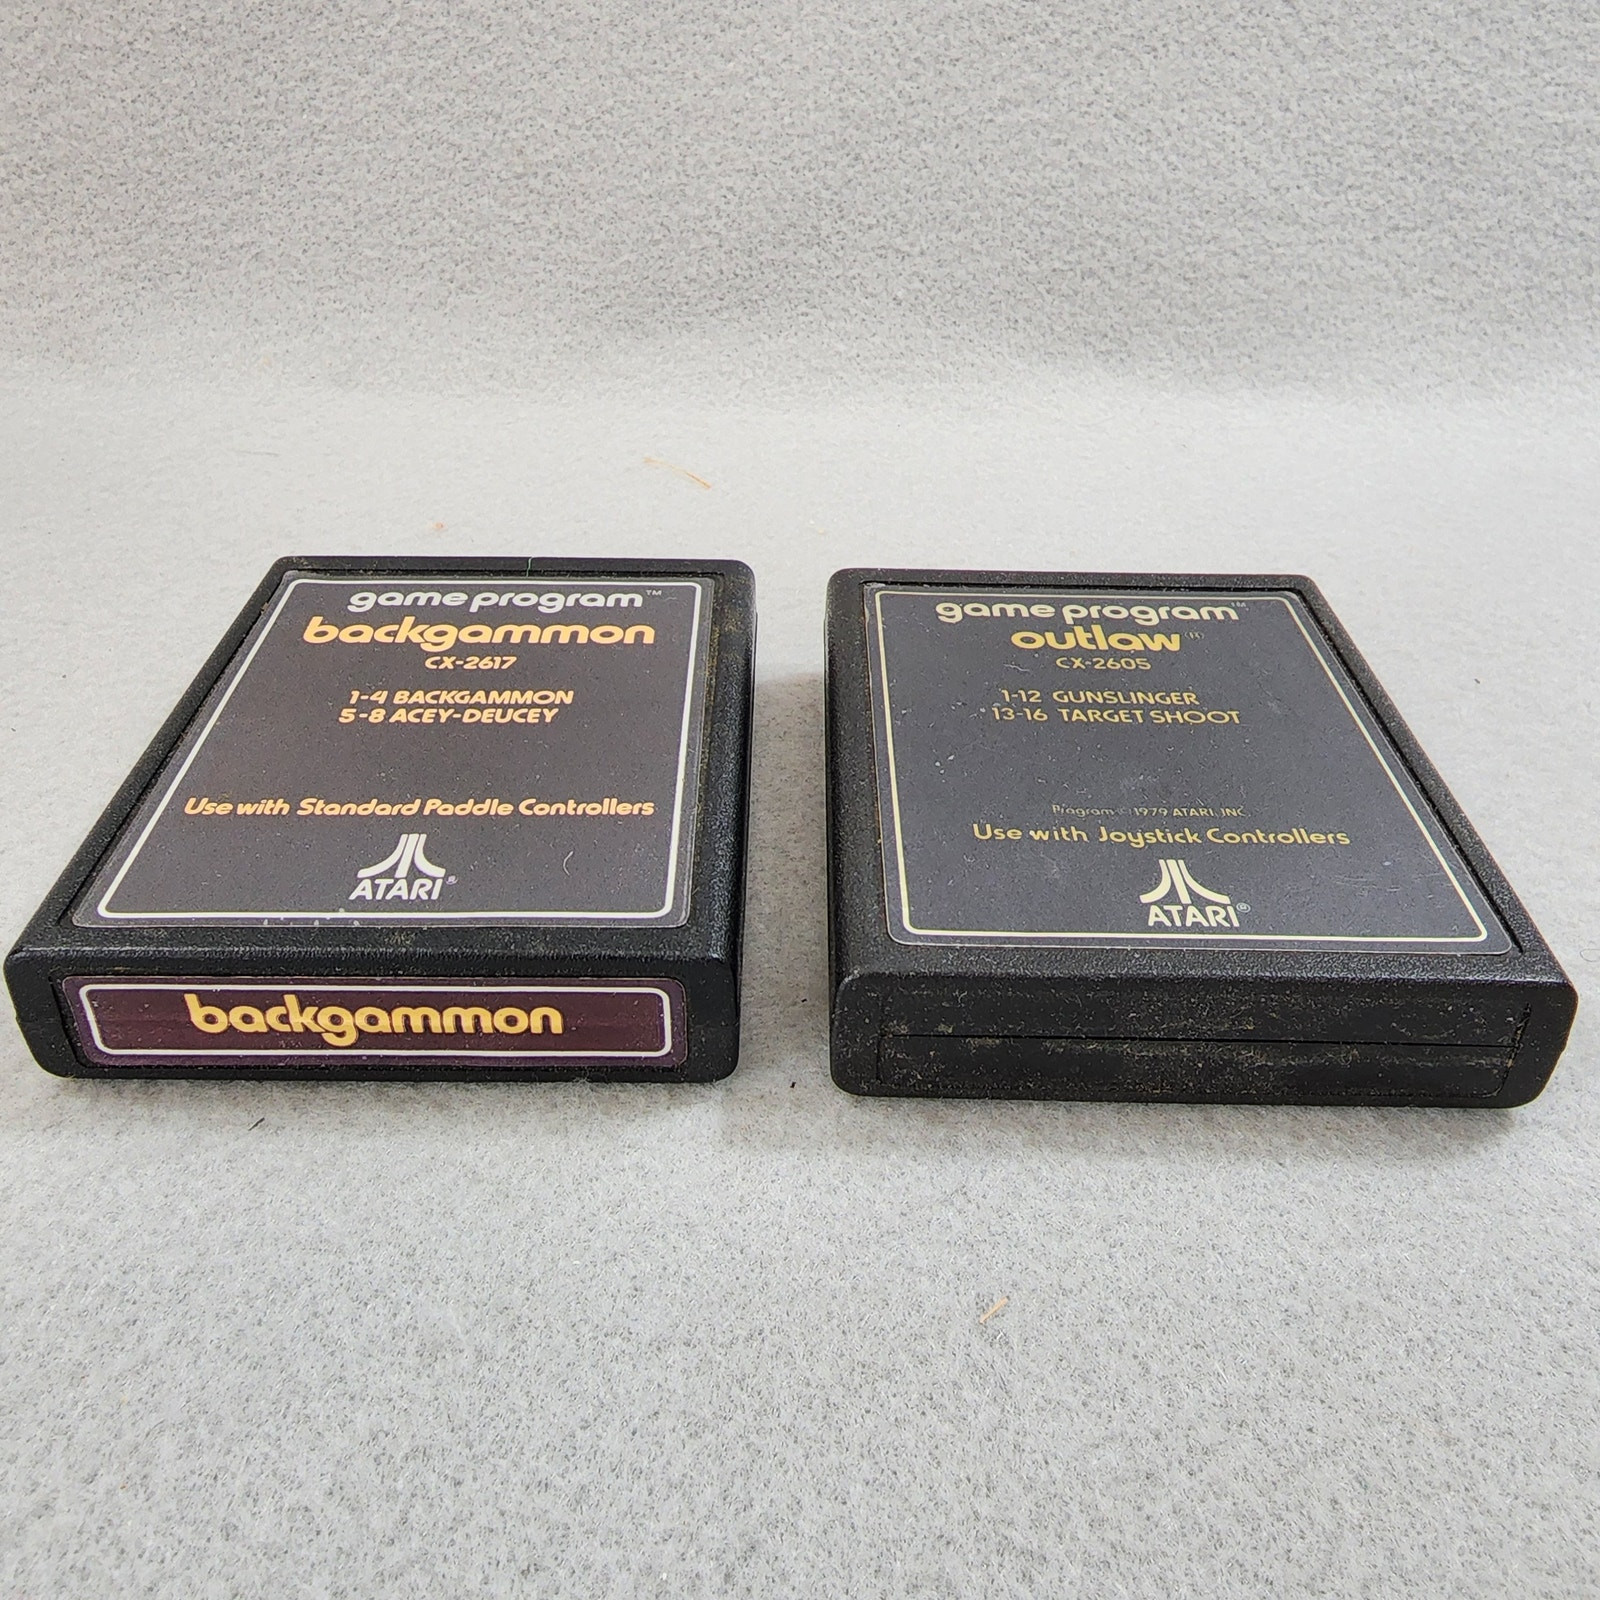 game program™
backgammon
CX-2617
1-4 BACKGAMMON
5-8 ACEY-DEUCEY
Use with Standard Paddle Controllers
ATARI®
backgammon
game program™
outlaw®
CX-2605
1-12 GUNSLINGER
13-16 TARGET SHOOT
Program © 1979 ATARI, INC.
Use with Joystick Controllers
ATARI®